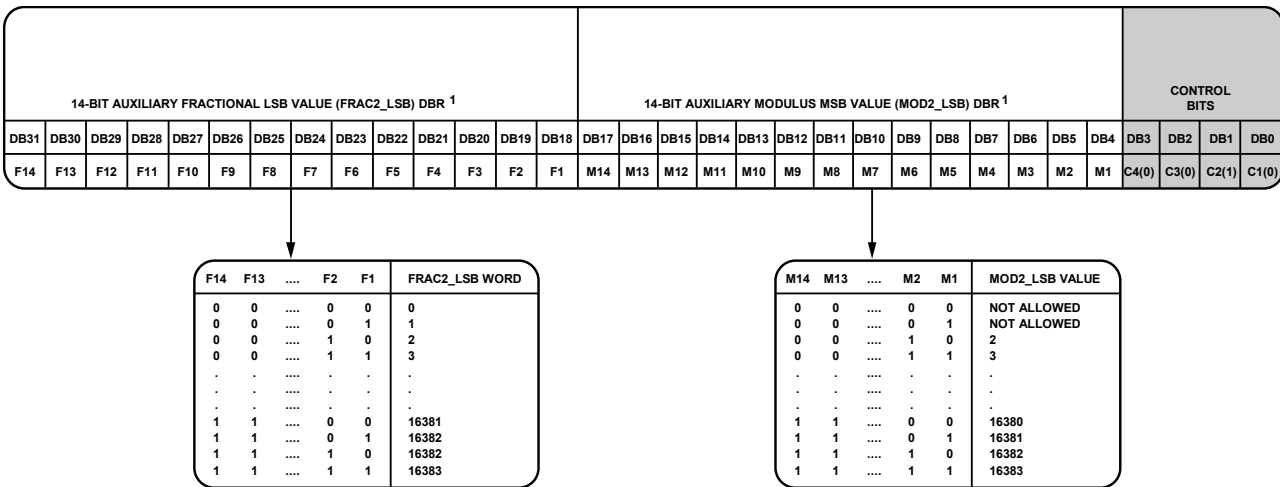 14-BIT AUXILIARY FRACTIONAL LSB VALUE (FRAC2_LSB) DBR 1
14-BIT AUXILIARY MODULUS MSB VALUE (MOD2_LSB) DBR 1
CONTROL
BITS
DB31 DB30 DB29 DB28 DB27 DB26 DB25 DB24 DB23 DB22 DB21 DB20 DB19 DB18 DB17 DB16 DB15 DB14 DB13 DB12 DB11 DB10 DB9 DB8 DB7 DB6 DB5 DB4 DB3 DB2 DB1 DB0
F14 F13 F12 F11 F10 F9 F8 F7 F6 F5 F4 F3 F2 F1 M14 M13 M12 M11 M10 M9 M8 M7 M6 M5 M4 M3 M2 M1 C4(0) C3(0) C2(1) C1(0)
F14 F13 .... F2 F1 FRAC2_LSB WORD
0 0 .... 0 0 0
0 0 .... 0 1 1
0 0 .... 1 0 2
0 0 .... 1 1 3
. . .... . . .
. . .... . . .
. . .... . . .
1 1 .... 0 0 16381
1 1 .... 0 1 16382
1 1 .... 1 0 16382
1 1 .... 1 1 16383
M14 M13 .... M2 M1 MOD2_LSB VALUE
0 0 .... 0 0 NOT ALLOWED
0 0 .... 0 1 NOT ALLOWED
0 0 .... 1 0 2
0 0 .... 1 1 3
. . .... . . .
. . .... . . .
. . .... . . .
1 1 .... 0 0 16380
1 1 .... 0 1 16381
1 1 .... 1 0 16382
1 1 .... 1 1 16383